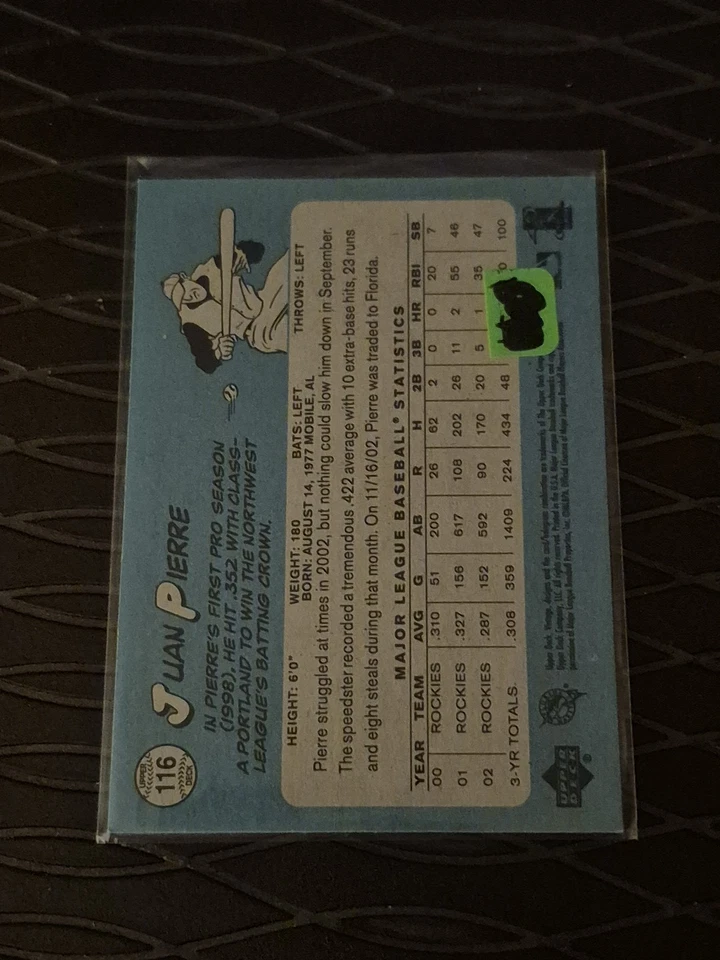 UPPER DECK
116
JUAN PIERRE
IN PIERRE'S FIRST PRO SEASON
(1998), HE HIT .352 WITH CLASS-
A PORTLAND TO WIN THE NORTHWEST
LEAGUE'S BATTING CROWN.
HEIGHT: 6'0" WEIGHT: 180 BATS: LEFT THROWS: LEFT
BORN: AUGUST 14, 1977 MOBILE, AL
Pierre struggled at times in 2002, but nothing could slow him down in September.
The speedster recorded a tremendous .422 average with 10 extra-base hits, 23 runs
and eight steals during that month. On 11/16/02, Pierre was traded to Florida.
MAJOR LEAGUE BASEBALL® STATISTICS
YEAR TEAM AVG G AB R H 2B 3B HR RBI SB
00 ROCKIES .310 51 200 26 62 2 0 0 20 7
01 ROCKIES .327 156 617 108 202 26 11 2 55 46
02 ROCKIES .287 152 592 90 170 20 5 1 35 47
3-YR TOTALS .308 359 1409 224 434 48 100
UPPER DECK®